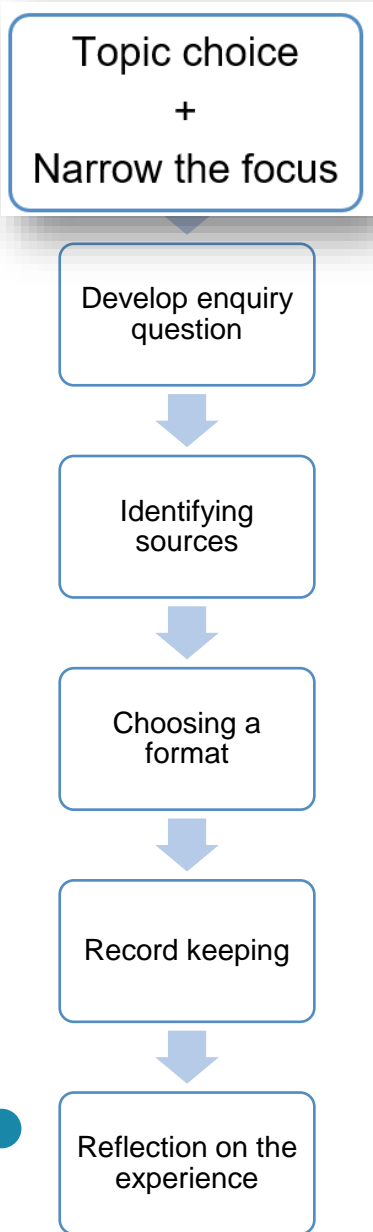 Topic choice
+
Narrow the focus
Develop enquiry
question
Identifying
sources
Choosing a
format
Record keeping
Reflection on the
experience